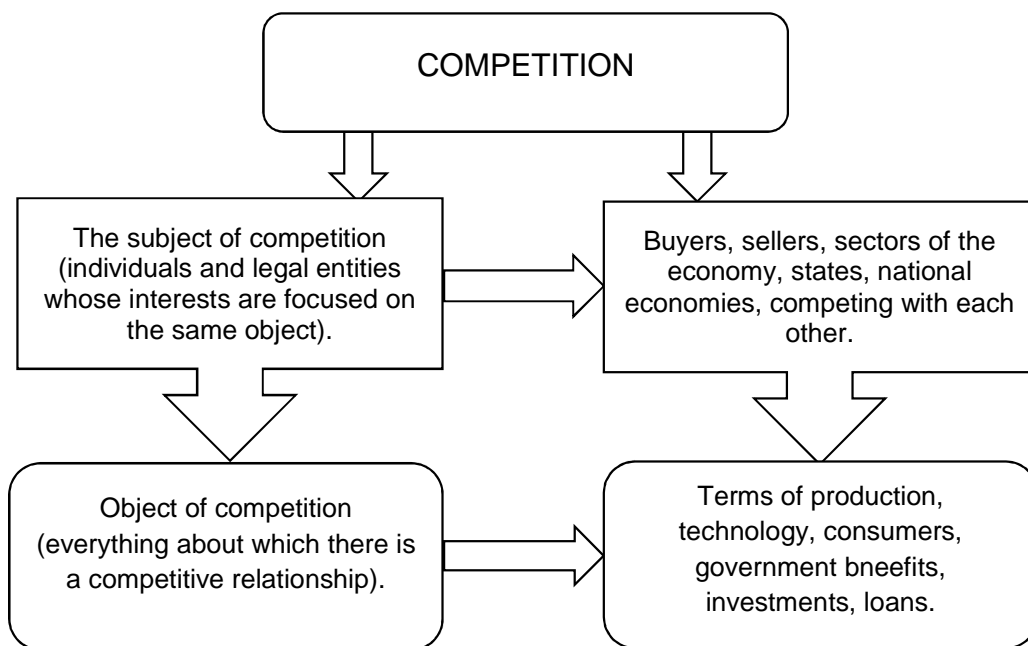 COMPETITION
The subject of competition
(individuals and legal entities
whose interests are focused on
the same object).
Buyers, sellers, sectors of the
economy, states, national
economies, competing with each
other.
Object of competition
(everything about which there is
a competitive relationship).
Terms of production,
technology, consumers,
government bneefits,
investments, loans.